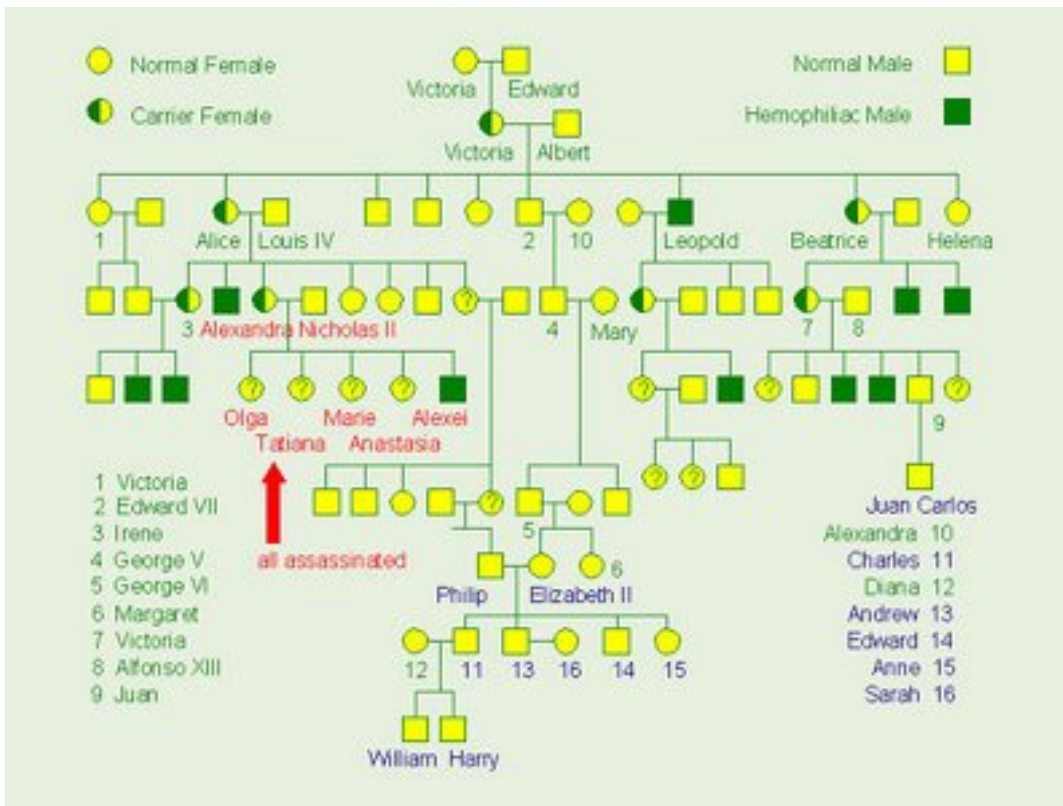 Normal Female
Normal Male
Victoria Edward
Carrier Female
Hemophiliac Male
Victoria Albert
1 Alice Louis IV 2 10 Leopold Beatrice Helena
3 Alexandra Nicholas II 4 Mary 7 8
? ? ? ? ? ? ? ?
Olga Marie Alexei 9
Tatiana Anastasia
? ?
?
Juan Carlos
5
all assassinated
6
Philip Elizabeth II
12 11 13 16 14 15
William Harry
1 Victoria
2 Edward VII
3 Irene
4 George V
5 George VI
6 Margaret
7 Victoria
8 Alfonso XIII
9 Juan
Alexandra 10
Charles 11
Diana 12
Andrew 13
Edward 14
Anne 15
Sarah 16